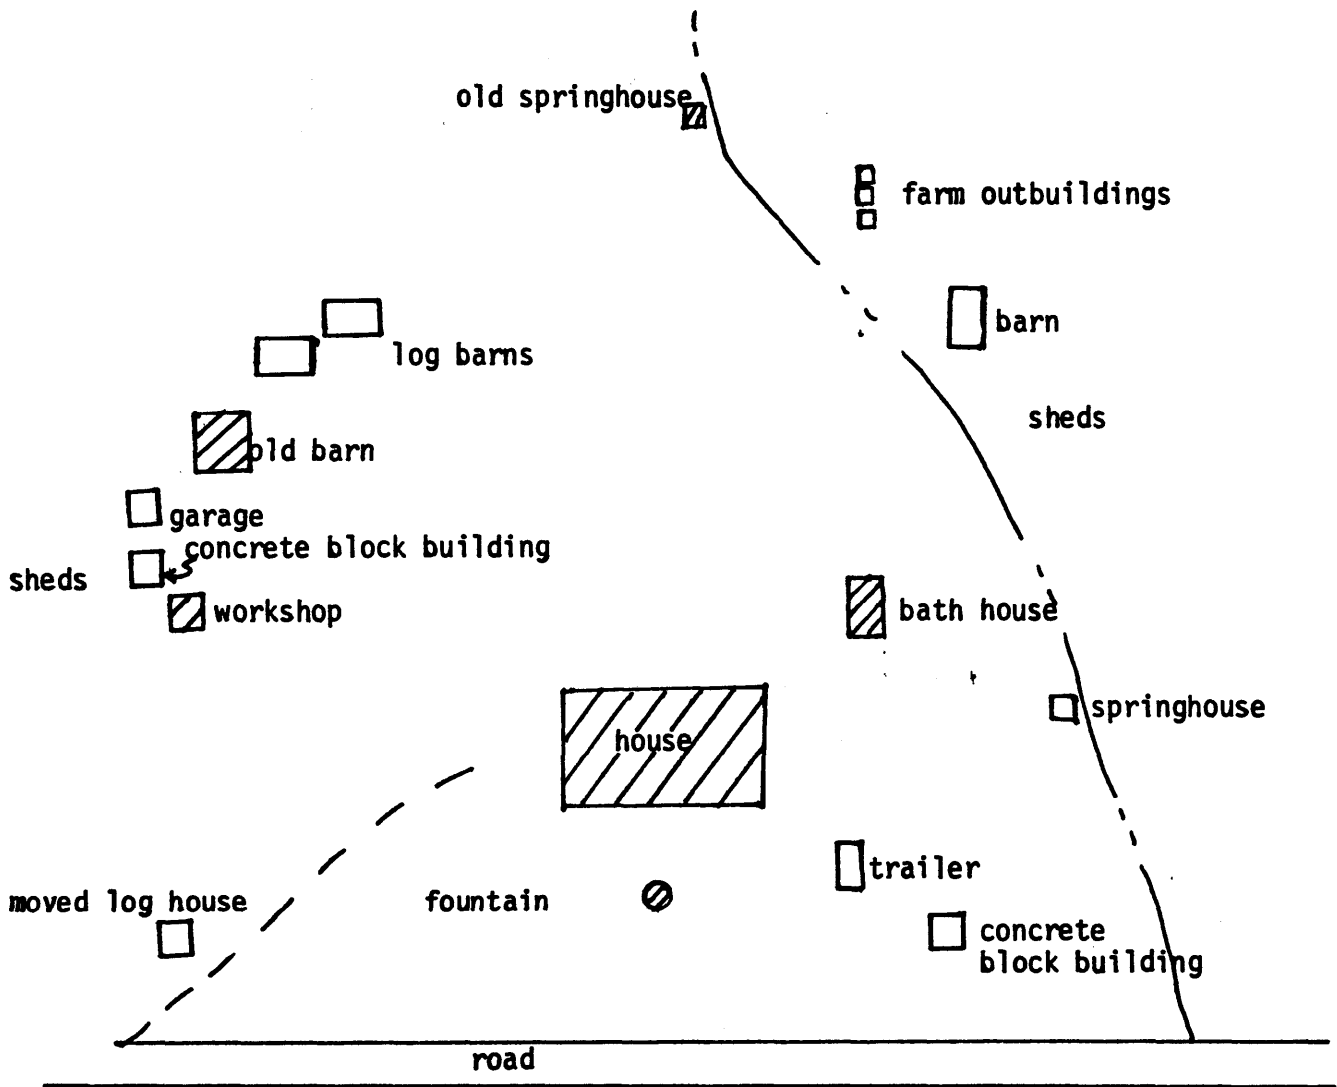 old springhouse
farm outbuildings
barn
log barns
sheds
old barn
garage
concrete block building
sheds
workshop
bath house
springhouse
house
trailer
moved log house
fountain
concrete
block building
road